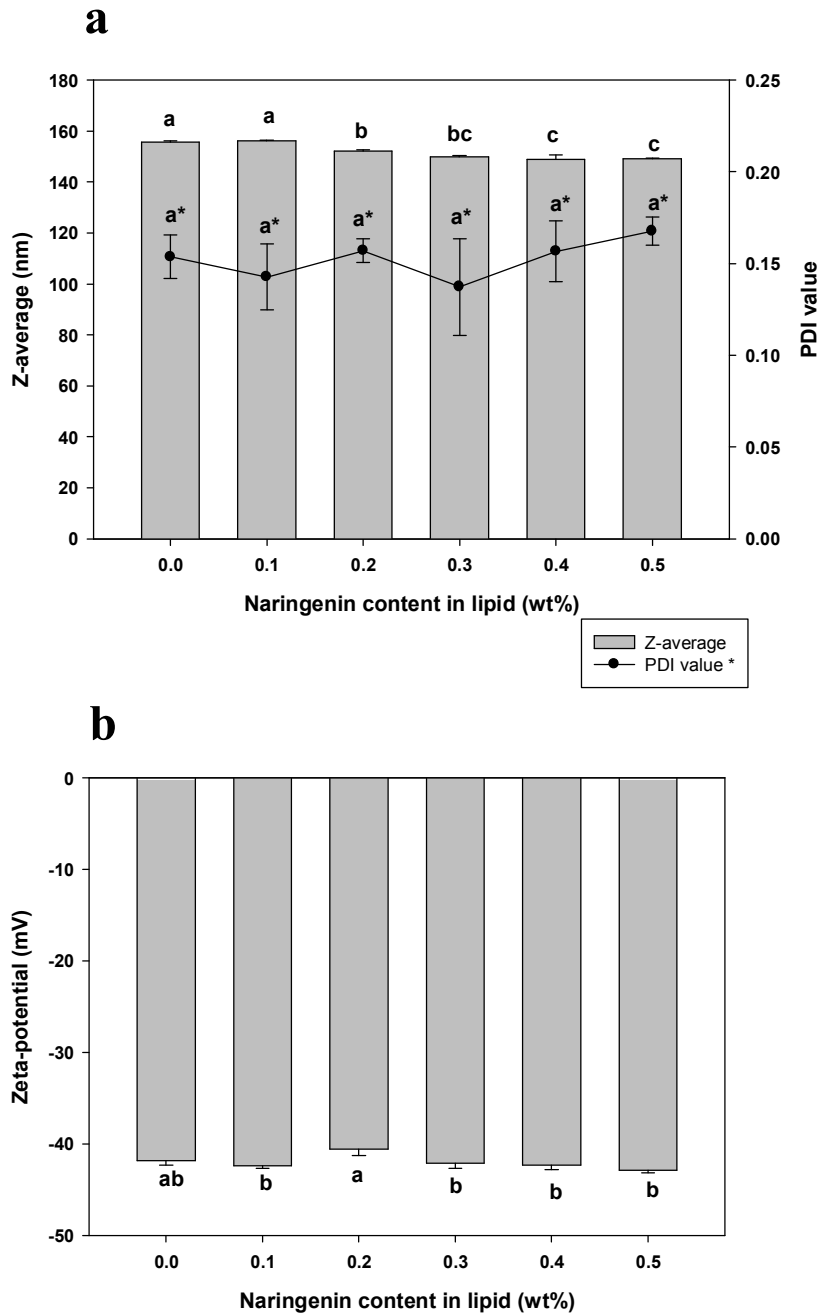 a
180
160
140
120
100
80
60
40
20
0
Z-average (nm)
0.25
0.20
0.15
0.10
0.05
0.00
PDI value
a a b bc c c
a* a* a* a* a* a*
0.0 0.1 0.2 0.3 0.4 0.5
Naringenin content in lipid (wt%)
Z-average
PDI value *
b
0
-10
-20
-30
-40
-50
Zeta-potential (mV)
ab b a b b b
0.0 0.1 0.2 0.3 0.4 0.5
Naringenin content in lipid (wt%)